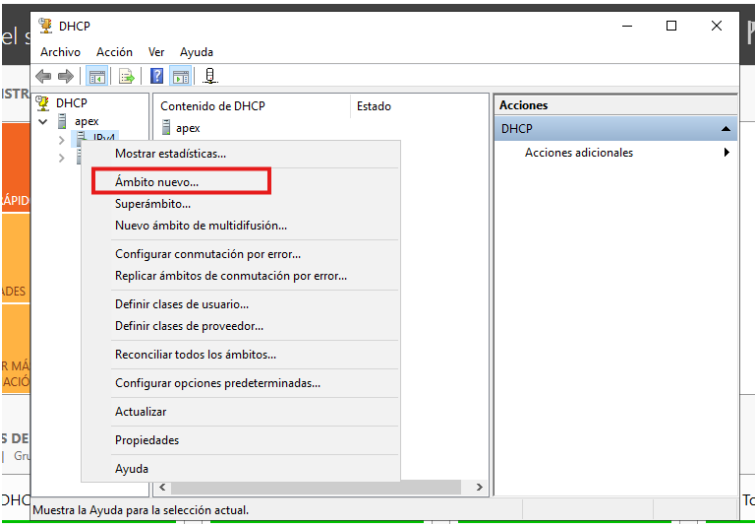 DHCP
Archivo Acción Ver Ayuda
DHCP
apex
IPv4
Contenido de DHCP
Estado
apex
Acciones
DHCP
Acciones adicionales
Mostrar estadísticas...
Ámbito nuevo...
Superámbito...
Nuevo ámbito de multidifusión...
Configurar conmutación por error...
Replicar ámbitos de conmutación por error...
Definir clases de usuario...
Definir clases de proveedor...
Reconciliar todos los ámbitos...
Configurar opciones predeterminadas...
Actualizar
Propiedades
Ayuda
Muestra la Ayuda para la selección actual.